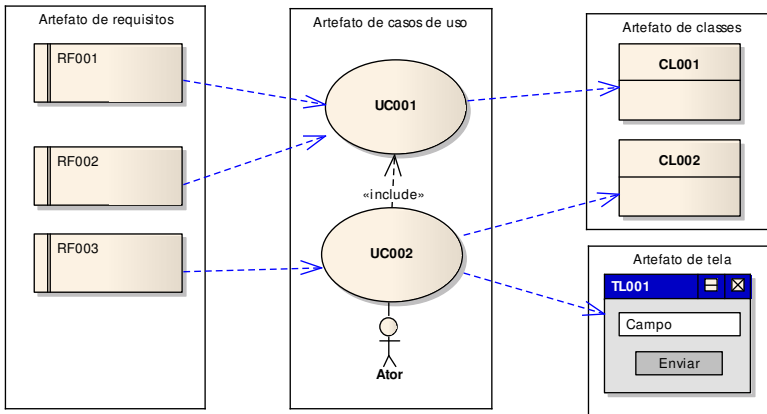 Artefato de requisitos
RF001
RF002
RF003
Artefato de casos de uso
UC001
«include»
UC002
Ator
Artefato de classes
CL001
CL002
Artefato de tela
TL001
Campo
Enviar